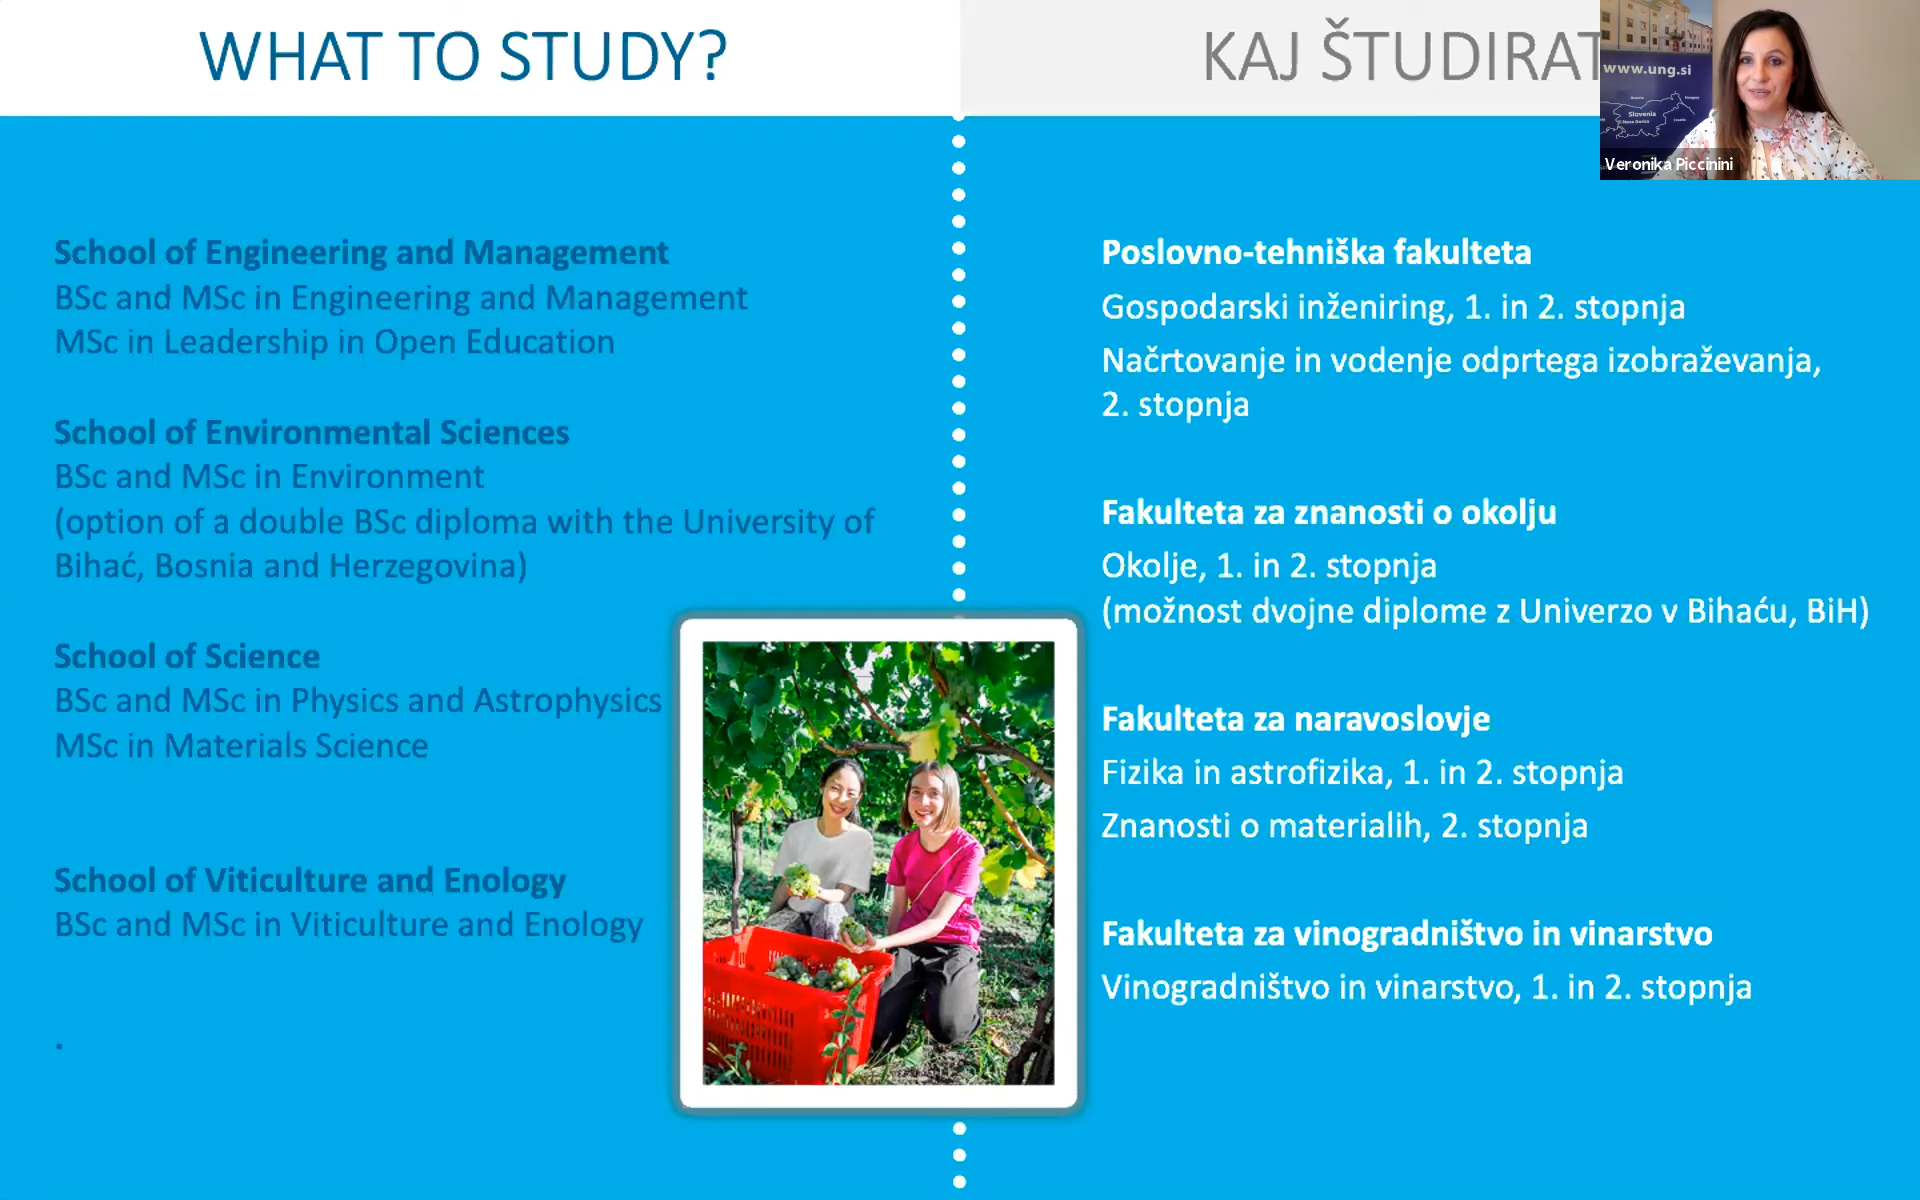 WHAT TO STUDY?
School of Engineering and Management
BSc and MSc in Engineering and Management
MSc in Leadership in Open Education
School of Environmental Sciences
BSc and MSc in Environment
(option of a double BSc diploma with the University of
Bihać, Bosnia and Herzegovina)
School of Science
BSc and MSc in Physics and Astrophysics
MSc in Materials Science
School of Viticulture and Enology
BSc and MSc in Viticulture and Enology
.
KAJ ŠTUDIRAT
Poslovno-tehniška fakulteta
Gospodarski inženiring, 1. in 2. stopnja
Načrtovanje in vodenje odprtega izobraževanja,
2. stopnja
Fakulteta za znanosti o okolju
Okolje, 1. in 2. stopnja
(možnost dvojne diplome z Univerzo v Bihaću, BiH)
Fakulteta za naravoslovje
Fizika in astrofizika, 1. in 2. stopnja
Znanosti o materialih, 2. stopnja
Fakulteta za vinogradništvo in vinarstvo
Vinogradništvo in vinarstvo, 1. in 2. stopnja
www.ung.si
Slovenia
Veronika Piccinini